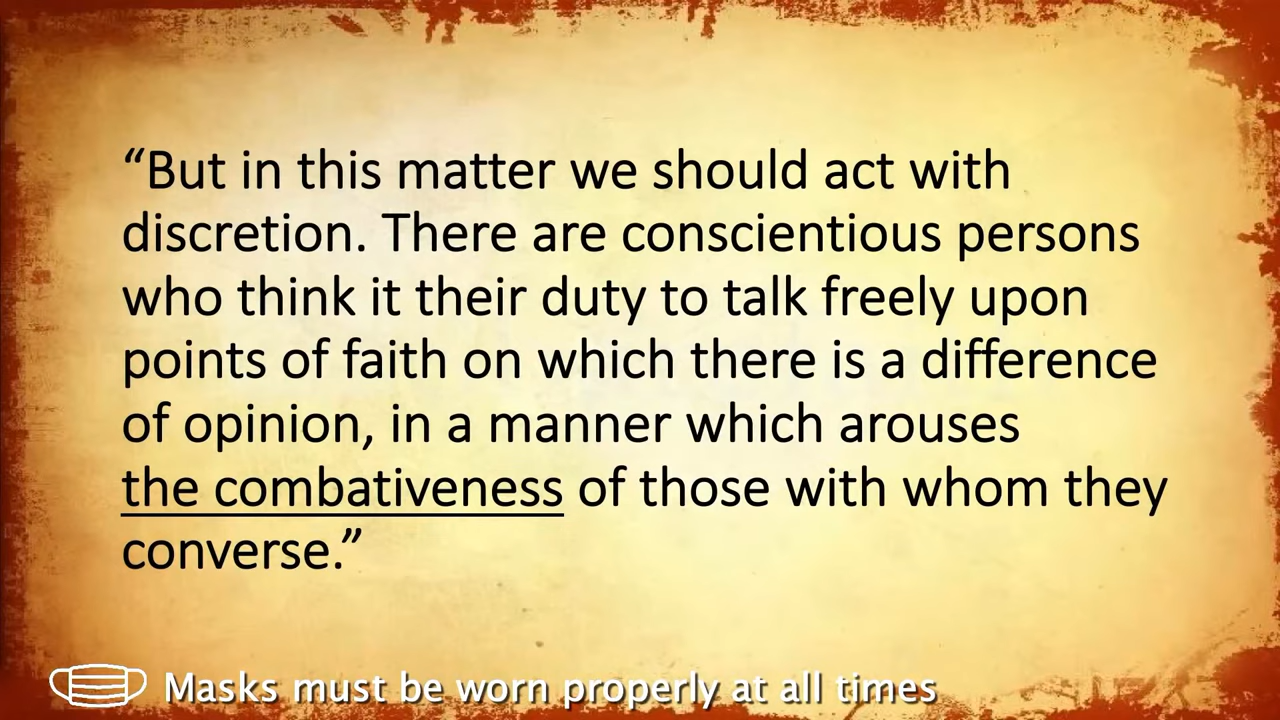 “But in this matter we should act with
discretion. There are conscientious persons
who think it their duty to talk freely upon
points of faith on which there is a difference
of opinion, in a manner which arouses
the combativeness of those with whom they
converse.”
Masks must be worn properly at all times